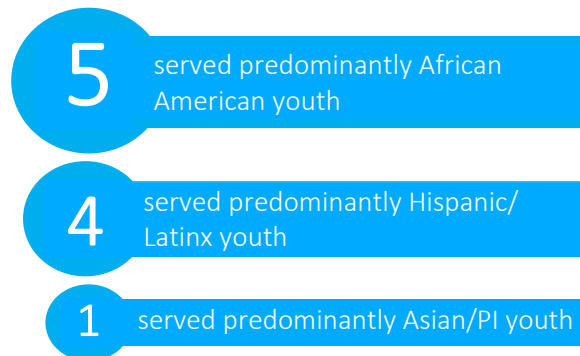 5
served predominantly African
American youth
4
served predominantly Hispanic/
Latinx youth
1
served predominantly Asian/PI youth